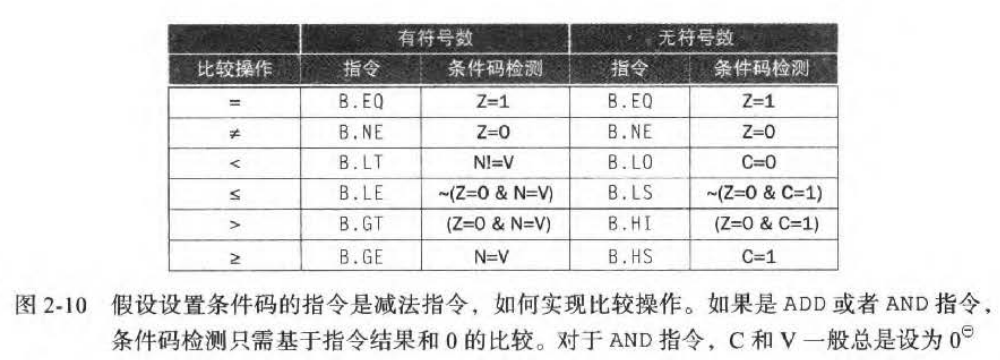 有符号数 无符号数
比较操作 指令 条件码检测 指令 条件码检测
= B.EQ Z=1 B.EQ Z=1
≠ B.NE Z=0 B.NE Z=0
< B.LT N!=V B.LO C=0
≤ B.LE ~(Z=0 & N=V) B.LS ~(Z=0 & C=1)
> B.GT (Z=0 & N=V) B.HI (Z=0 & C=1)
≥ B.GE N=V B.HS C=1
图 2-10 假设设置条件码的指令是减法指令，如何实现比较操作。如果是 ADD 或者 AND 指令，
条件码检测只需基于指令结果和 0 的比较。对于 AND 指令，C 和 V 一般总是设为 0⊖